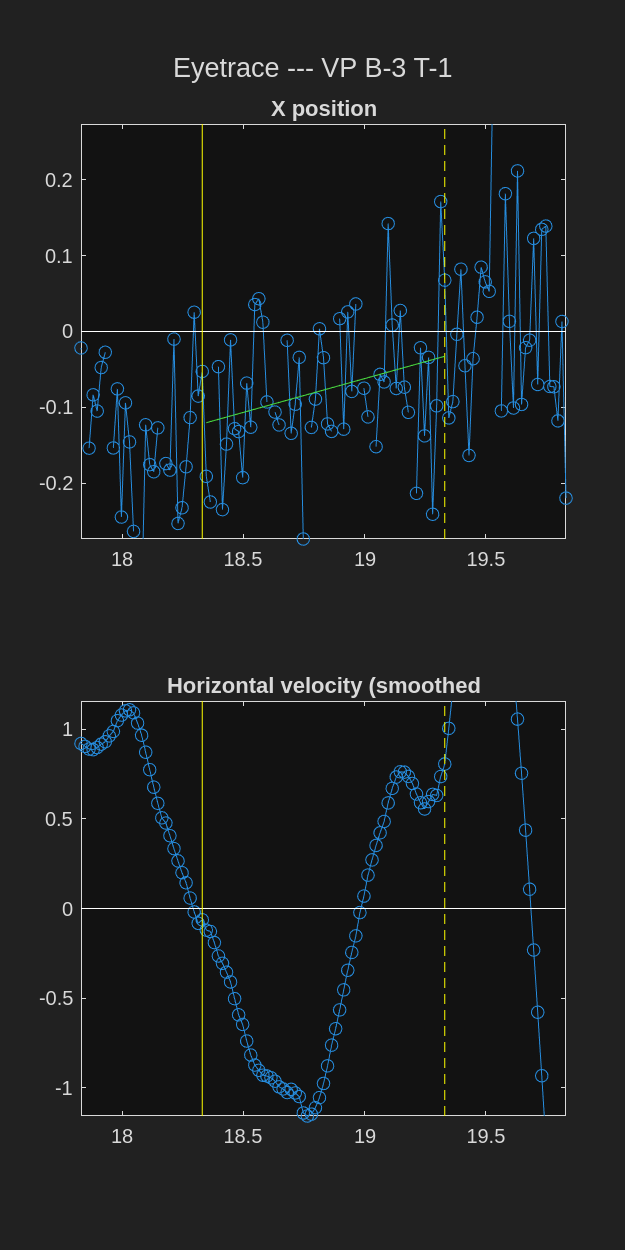 Eyetrace --- VP B-3 T-1
X position
0.2
0.1
0
-0.1
-0.2
18 18.5 19 19.5
Horizontal velocity (smoothed
1
0.5
0
-0.5
-1
18 18.5 19 19.5